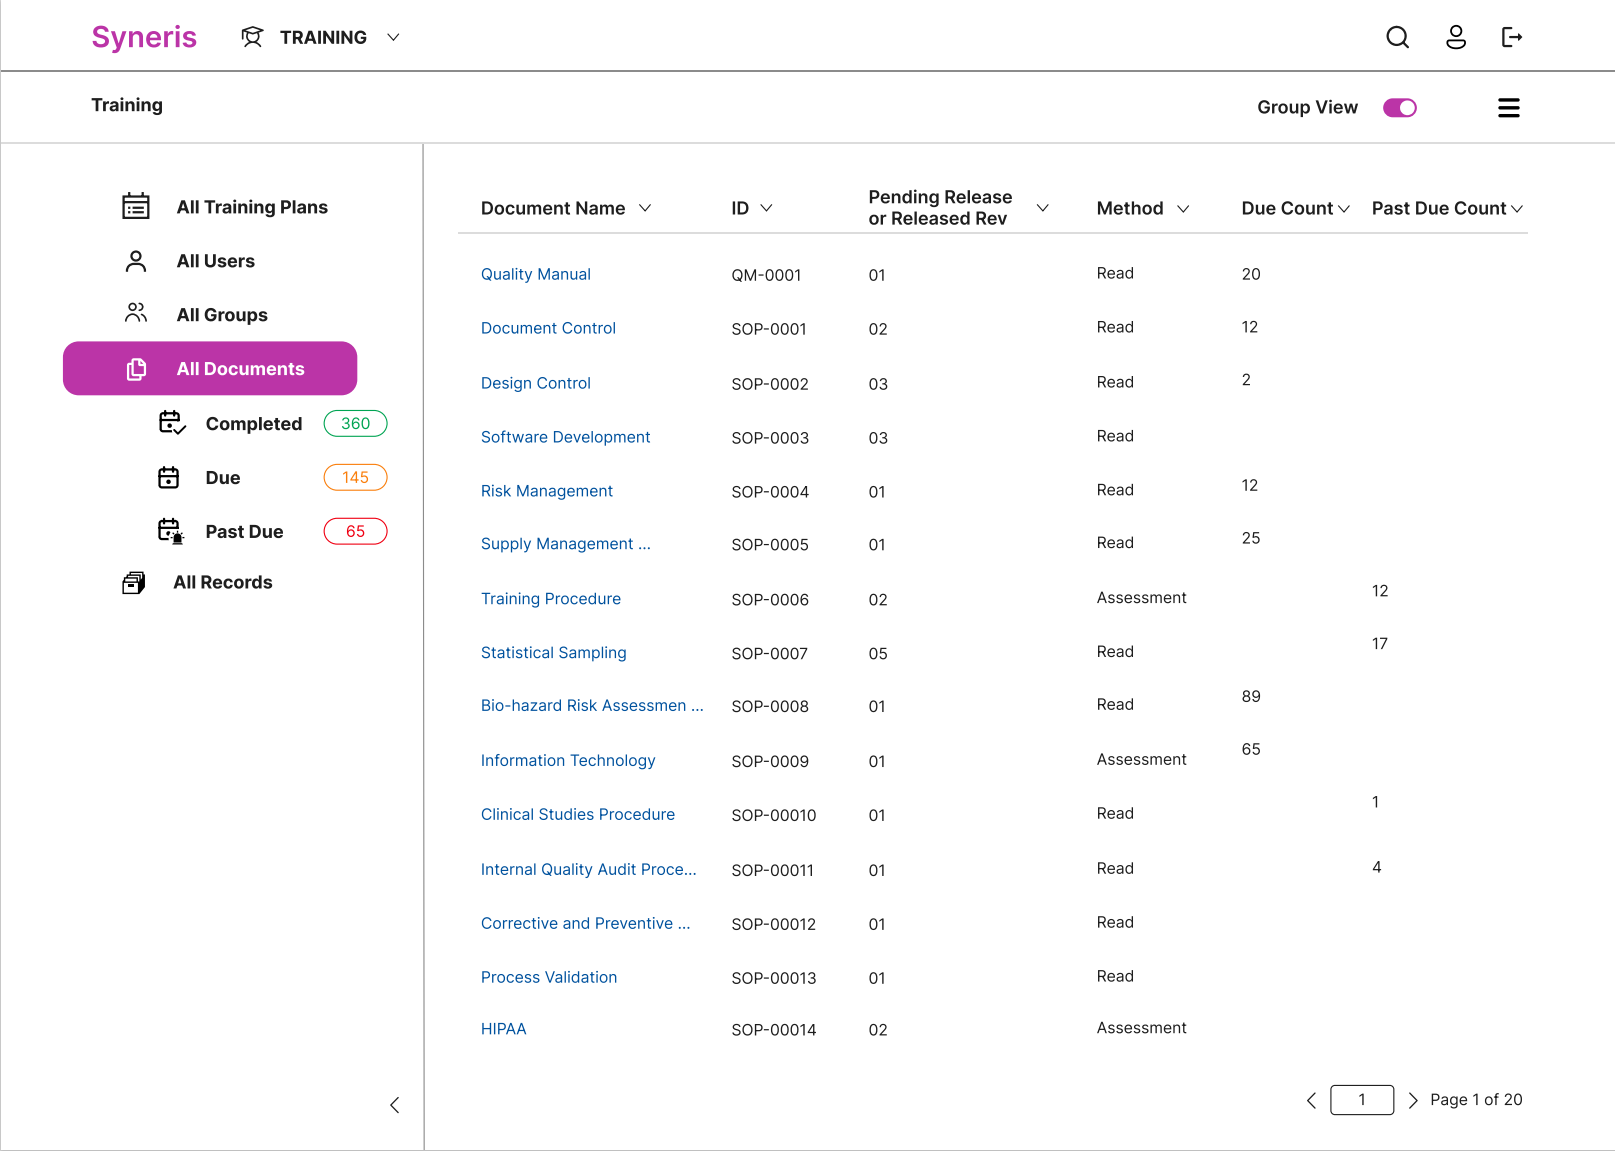 Syneris TRAINING
Training Group View
All Training Plans
All Users
All Groups
All Documents
Completed 360
Due 145
Past Due 65
All Records
Document Name ID Pending Release or Released Rev Method Due Count Past Due Count
Quality Manual QM-0001 01 Read 20
Document Control SOP-0001 02 Read 12
Design Control SOP-0002 03 Read 2
Software Development SOP-0003 03 Read
Risk Management SOP-0004 01 Read 12
Supply Management ... SOP-0005 01 Read 25
Training Procedure SOP-0006 02 Assessment 12
Statistical Sampling SOP-0007 05 Read 17
Bio-hazard Risk Assessmen ... SOP-0008 01 Read 89
Information Technology SOP-0009 01 Assessment 65
Clinical Studies Procedure SOP-00010 01 Read 1
Internal Quality Audit Proce... SOP-00011 01 Read 4
Corrective and Preventive ... SOP-00012 01 Read
Process Validation SOP-00013 01 Read
HIPAA SOP-00014 02 Assessment
1 Page 1 of 20